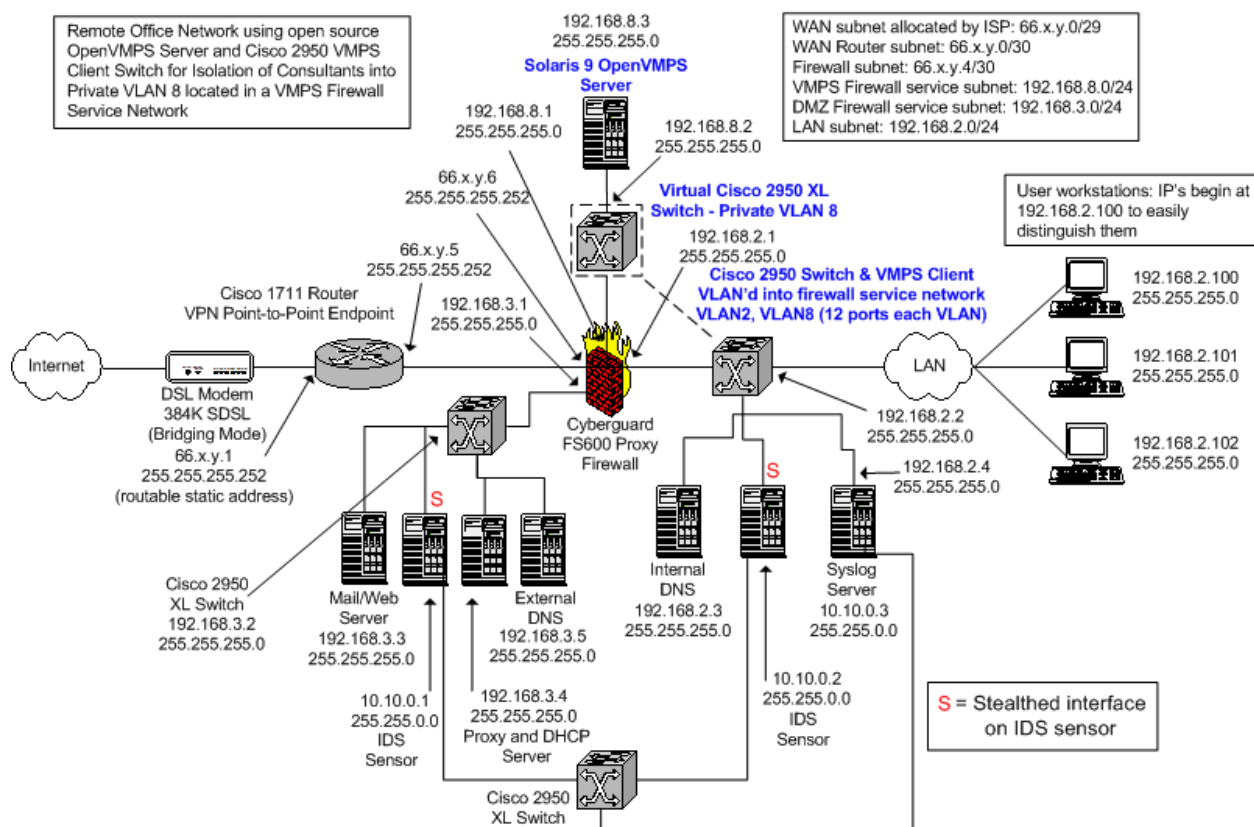 Remote Office Network using open source
OpenVMPS Server and Cisco 2950 VMPS
Client Switch for Isolation of Consultants into
Private VLAN 8 located in a VMPS Firewall
Service Network
192.168.8.3
255.255.255.0
Solaris 9 OpenVMPS
Server
WAN subnet allocated by ISP: 66.x.y.0/29
WAN Router subnet: 66.x.y.0/30
Firewall subnet: 66.x.y.4/30
VMPS Firewall service subnet: 192.168.8.0/24
DMZ Firewall service subnet: 192.168.3.0/24
LAN subnet: 192.168.2.0/24
192.168.8.1
255.255.255.0
192.168.8.2
255.255.255.0
66.x.y.6
255.255.255.252
Virtual Cisco 2950 XL
Switch - Private VLAN 8
User workstations: IP's begin at
192.168.2.100 to easily
distinguish them
192.168.2.1
255.255.255.0
66.x.y.5
255.255.255.252
Cisco 2950 Switch & VMPS Client
VLAN'd into firewall service network
VLAN2, VLAN8 (12 ports each VLAN)
Cisco 1711 Router
VPN Point-to-Point Endpoint
192.168.3.1
255.255.255.0
192.168.2.100
255.255.255.0
Internet
LAN
192.168.2.101
255.255.255.0
DSL Modem
384K SDSL
(Bridging Mode)
66.x.y.1
255.255.255.252
(routable static address)
Cyberguard
FS600 Proxy
Firewall
192.168.2.2
255.255.255.0
192.168.2.102
255.255.255.0
192.168.2.4
255.255.255.0
S
S
Cisco 2950
XL Switch
192.168.3.2
255.255.255.0
Mail/Web
Server
192.168.3.3
255.255.255.0
External
DNS
192.168.3.5
255.255.255.0
Internal
DNS
192.168.2.3
255.255.255.0
Syslog
Server
10.10.0.3
255.255.0.0
10.10.0.1
255.255.0.0
IDS
Sensor
192.168.3.4
255.255.255.0
Proxy and DHCP
Server
10.10.0.2
255.255.0.0
IDS
Sensor
S = Stealthed interface
on IDS sensor
Cisco 2950
XL Switch